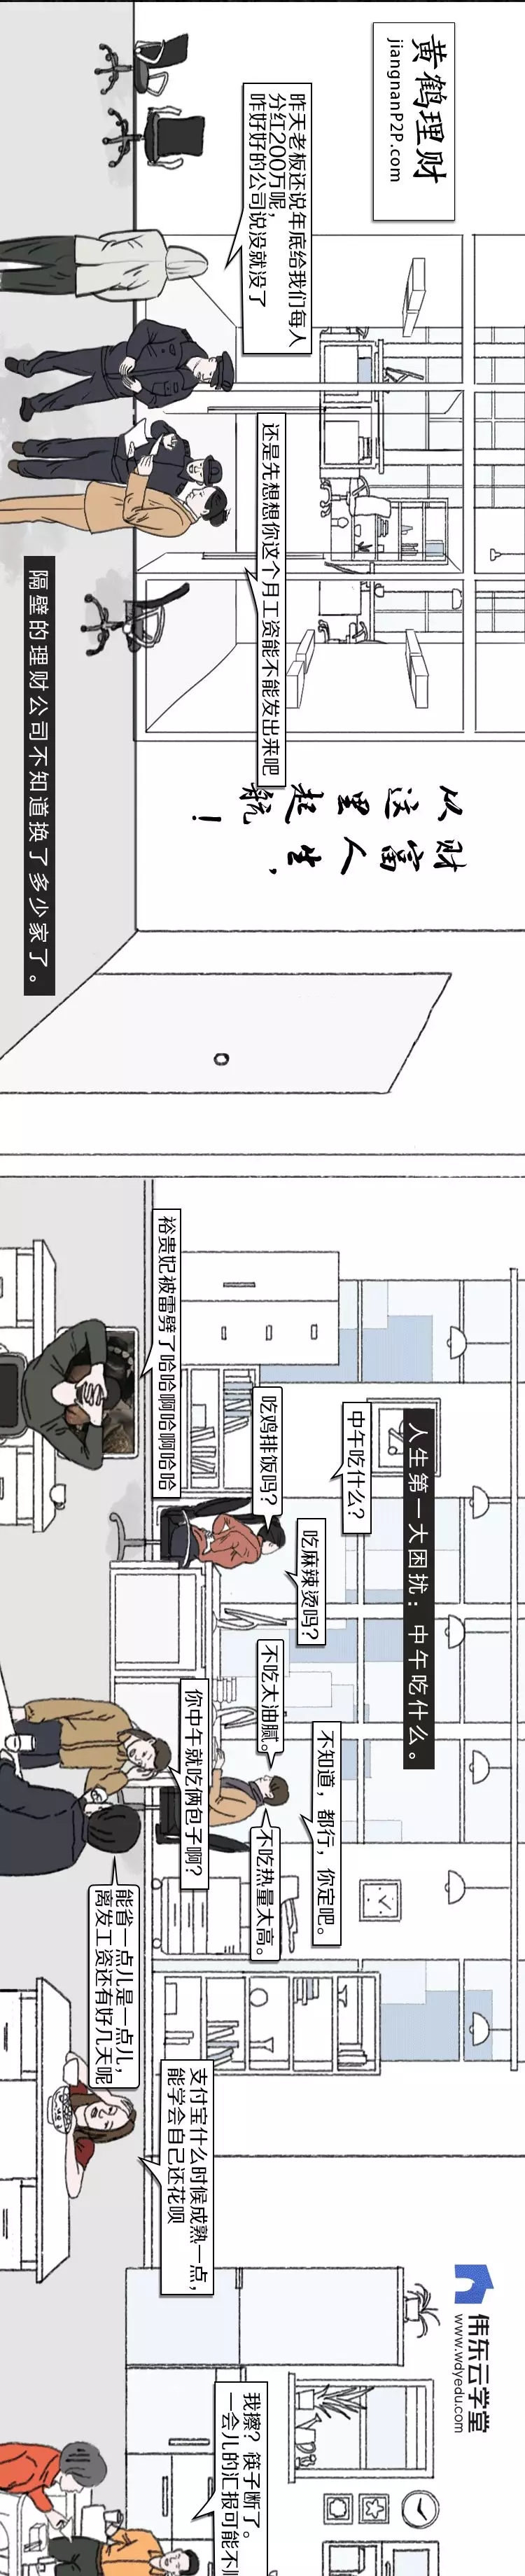 黄鹤理财
jiangnanP2P.com
昨天老板还说年底给我们每人
分红200万呢,
咋好好的公司说没就没了
还是先想想你这个月工资能不能发出来吧
隔壁的理财公司不知道换了多少家了。
财富人生,
从这里起航!
人生第一大困扰:中午吃什么。
中午吃什么?
吃鸡排饭吗?
裕贵妃被雷劈了哈哈哈啊哈啊哈哈
吃麻辣烫吗?
不吃太油腻。
不知道,都行,你定吧。
不吃热量太高。
你中午就吃俩包子啊?
能省一点儿是一点儿,
离发工资还有好几天呢
支付宝什么时候成熟一点,
能学会自己还花呗
伟东云学堂
www.wdyedu.com
我擦?筷子断了。
一会儿的汇报可能不